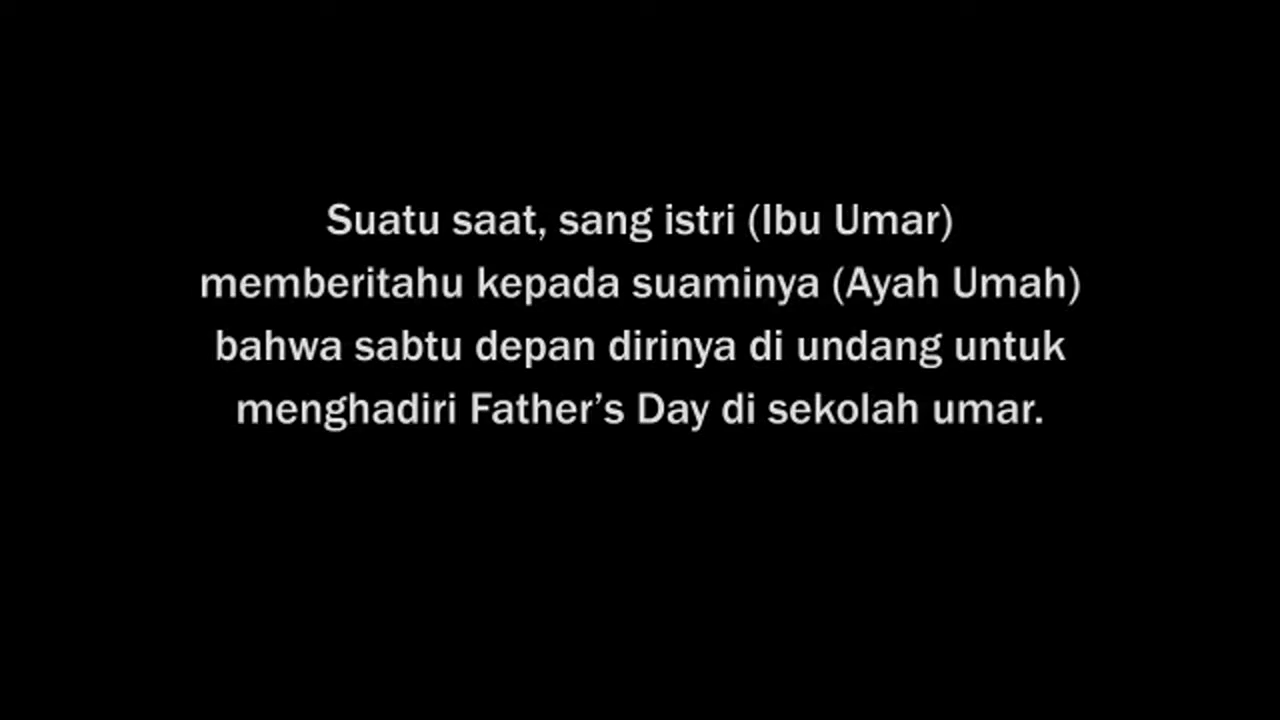 Suatu saat, sang istri (Ibu Umar)
memberitahu kepada suaminya (Ayah Umah)
bahwa sabtu depan dirinya di undang untuk
menghadiri Father’s Day di sekolah umar.